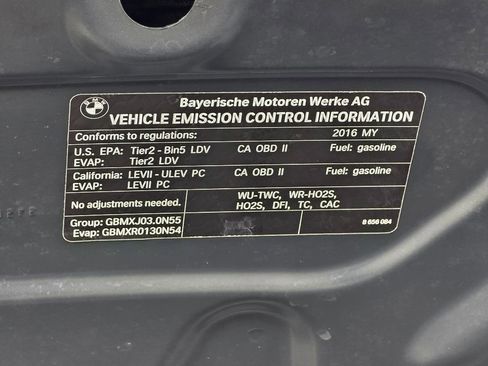 BMW
Bayerische Motoren Werke AG
VEHICLE EMISSION CONTROL INFORMATION
Conforms to regulations: 2016 MY
U.S. EPA: Tier2 - Bin5 LDV CA OBD II Fuel: gasoline
EVAP: Tier2 LDV
California: LEVII - ULEV PC CA OBD II Fuel: gasoline
EVAP: LEVII PC
No adjustments needed. WU-TWC, WR-HO2S,
HO2S, DFI, TC, CAC
Group: GBMXJ03.0N55
Evap: GBMXR0130N54 8 656 084